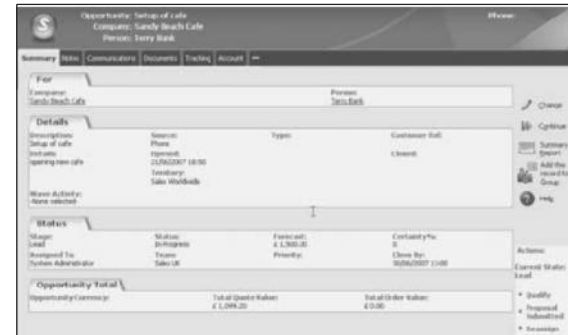 Opportunity: Setup of cafe
Phone:
Company: Sandy Beach Cafe
Person: Terry Bank
Summary Notes Communications Documents Tracking Account
For
Company: Person:
Sandy Beach Cafe Terry Bank
Details
Description: Source: Type: Customer Ref:
Setup of cafe Phone
Details: Opened: Closed:
opening new cafe 21/06/2007 18:00
Territory:
Sales Worldwide
Wave Activity:
-None selected-
Status
Stage: Status: Forecast: Certainty%:
Lead In Progress £ 1,500.00 0
Assigned To: Team: Priority: Close By:
System Administrator Sales UK 30/06/2007 13:00
Opportunity Total
Opportunity Currency: Total Quote Value: Total Order Value:
£ 1,099.20 £ 0.00
Change
Continue
Summary Report
Add this record to Group
Help
Actions:
Current State:
Lead
Qualify
Proposal Submitted
Reassign